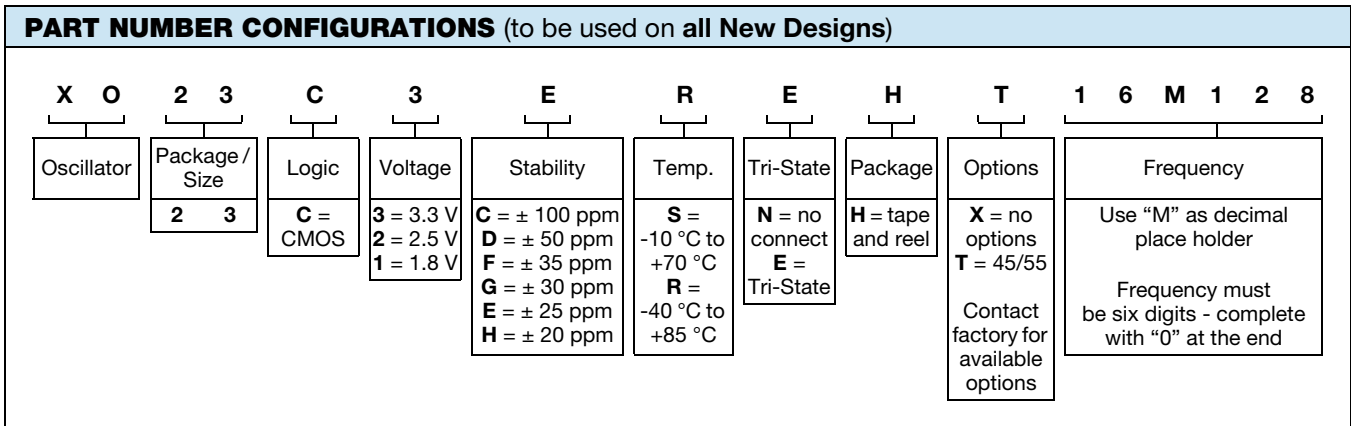 PART NUMBER CONFIGURATIONS (to be used on all New Designs)
X O 2 3 C 3 E R E H T 1 6 M 1 2 8
Oscillator
Package /
Size
2 3
Logic
C =
CMOS
Voltage
3 = 3.3 V
2 = 2.5 V
1 = 1.8 V
Stability
C = ± 100 ppm
D = ± 50 ppm
F = ± 35 ppm
G = ± 30 ppm
E = ± 25 ppm
H = ± 20 ppm
Temp.
S =
-10 °C to
+70 °C
R =
-40 °C to
+85 °C
Tri-State
N = no
connect
E =
Tri-State
Package
H = tape
and reel
Options
X = no
options
T = 45/55
Contact
factory for
available
options
Frequency
Use “M” as decimal
place holder
Frequency must
be six digits - complete
with “0” at the end